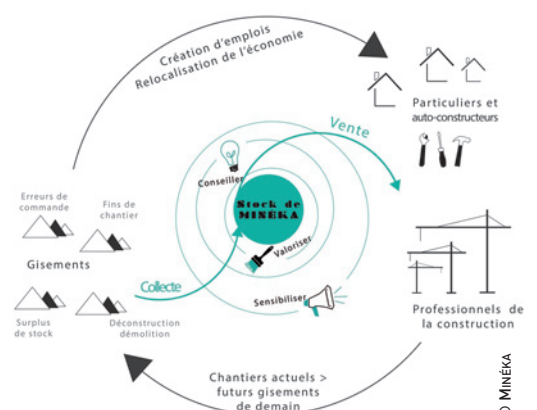 Création d'emplois
Relocalisation de l'économie
Particuliers et
auto-constructeurs
Vente
Conseiller
Stock de
MINÉKA
Valoriser
Sensibiliser
Erreurs de
commande
Fins de
chantier
Gisements
Collecte
Surplus
de stock
Déconstruction
démolition
Professionnels de
la construction
Chantiers actuels >
futurs gisements
de demain
© MINÉKA